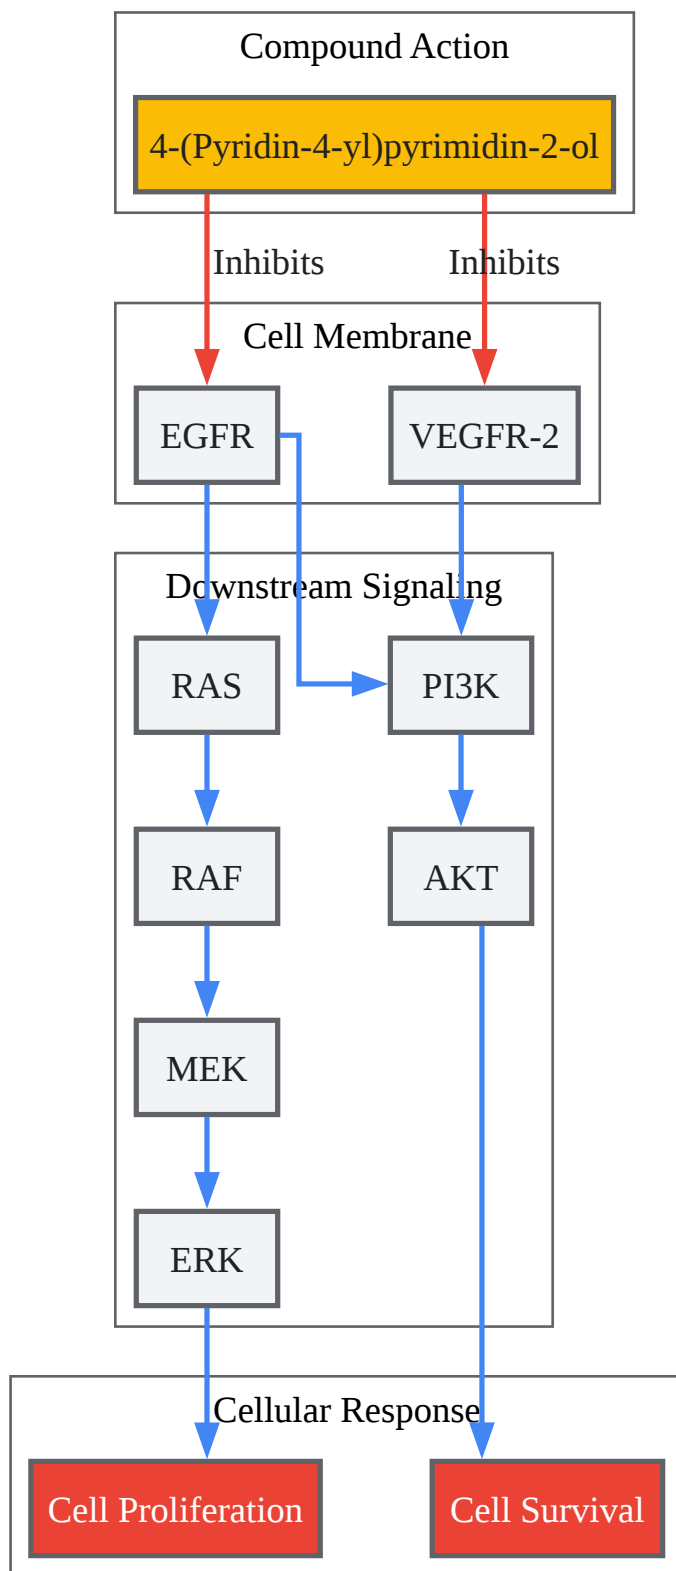 Compound Action
4-(Pyridin-4-yl)pyrimidin-2-ol
Inhibits
Inhibits
Cell Membrane
EGFR
VEGFR-2
Downstream Signaling
RAS
PI3K
RAF
AKT
MEK
ERK
Cellular Response
Cell Proliferation
Cell Survival